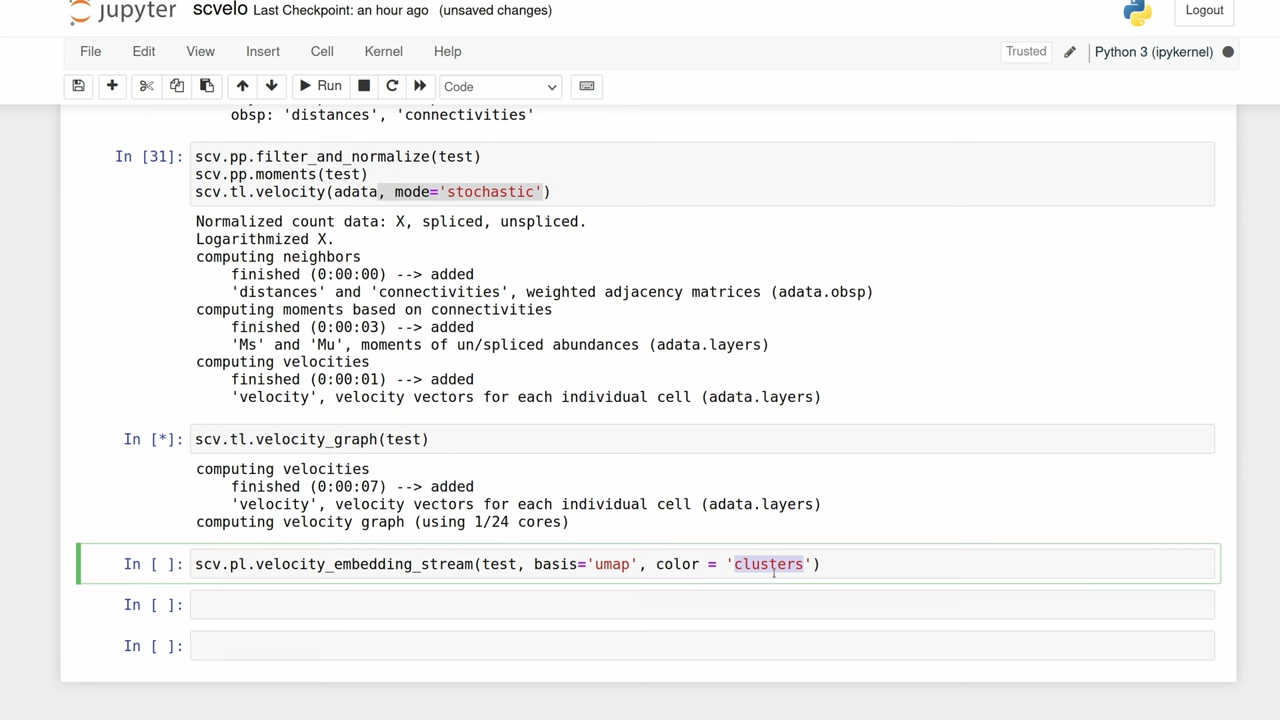 jupyter scvelo Last Checkpoint: an hour ago (unsaved changes) Logout
File Edit View Insert Cell Kernel Help Trusted Python 3 (ipykernel)
Run Code
obsp: 'distances', 'connectivities'
In [31]: scv.pp.filter_and_normalize(test)
scv.pp.moments(test)
scv.tl.velocity(adata, mode='stochastic')
Normalized count data: X, spliced, unspliced.
Logarithmized X.
computing neighbors
finished (0:00:00) --> added
'distances' and 'connectivities', weighted adjacency matrices (adata.obsp)
computing moments based on connectivities
finished (0:00:03) --> added
'Ms' and 'Mu', moments of un/spliced abundances (adata.layers)
computing velocities
finished (0:00:01) --> added
'velocity', velocity vectors for each individual cell (adata.layers)
In [*]: scv.tl.velocity_graph(test)
computing velocities
finished (0:00:07) --> added
'velocity', velocity vectors for each individual cell (adata.layers)
computing velocity graph (using 1/24 cores)
In [ ]: scv.pl.velocity_embedding_stream(test, basis='umap', color = 'clusters')
In [ ]:
In [ ]: